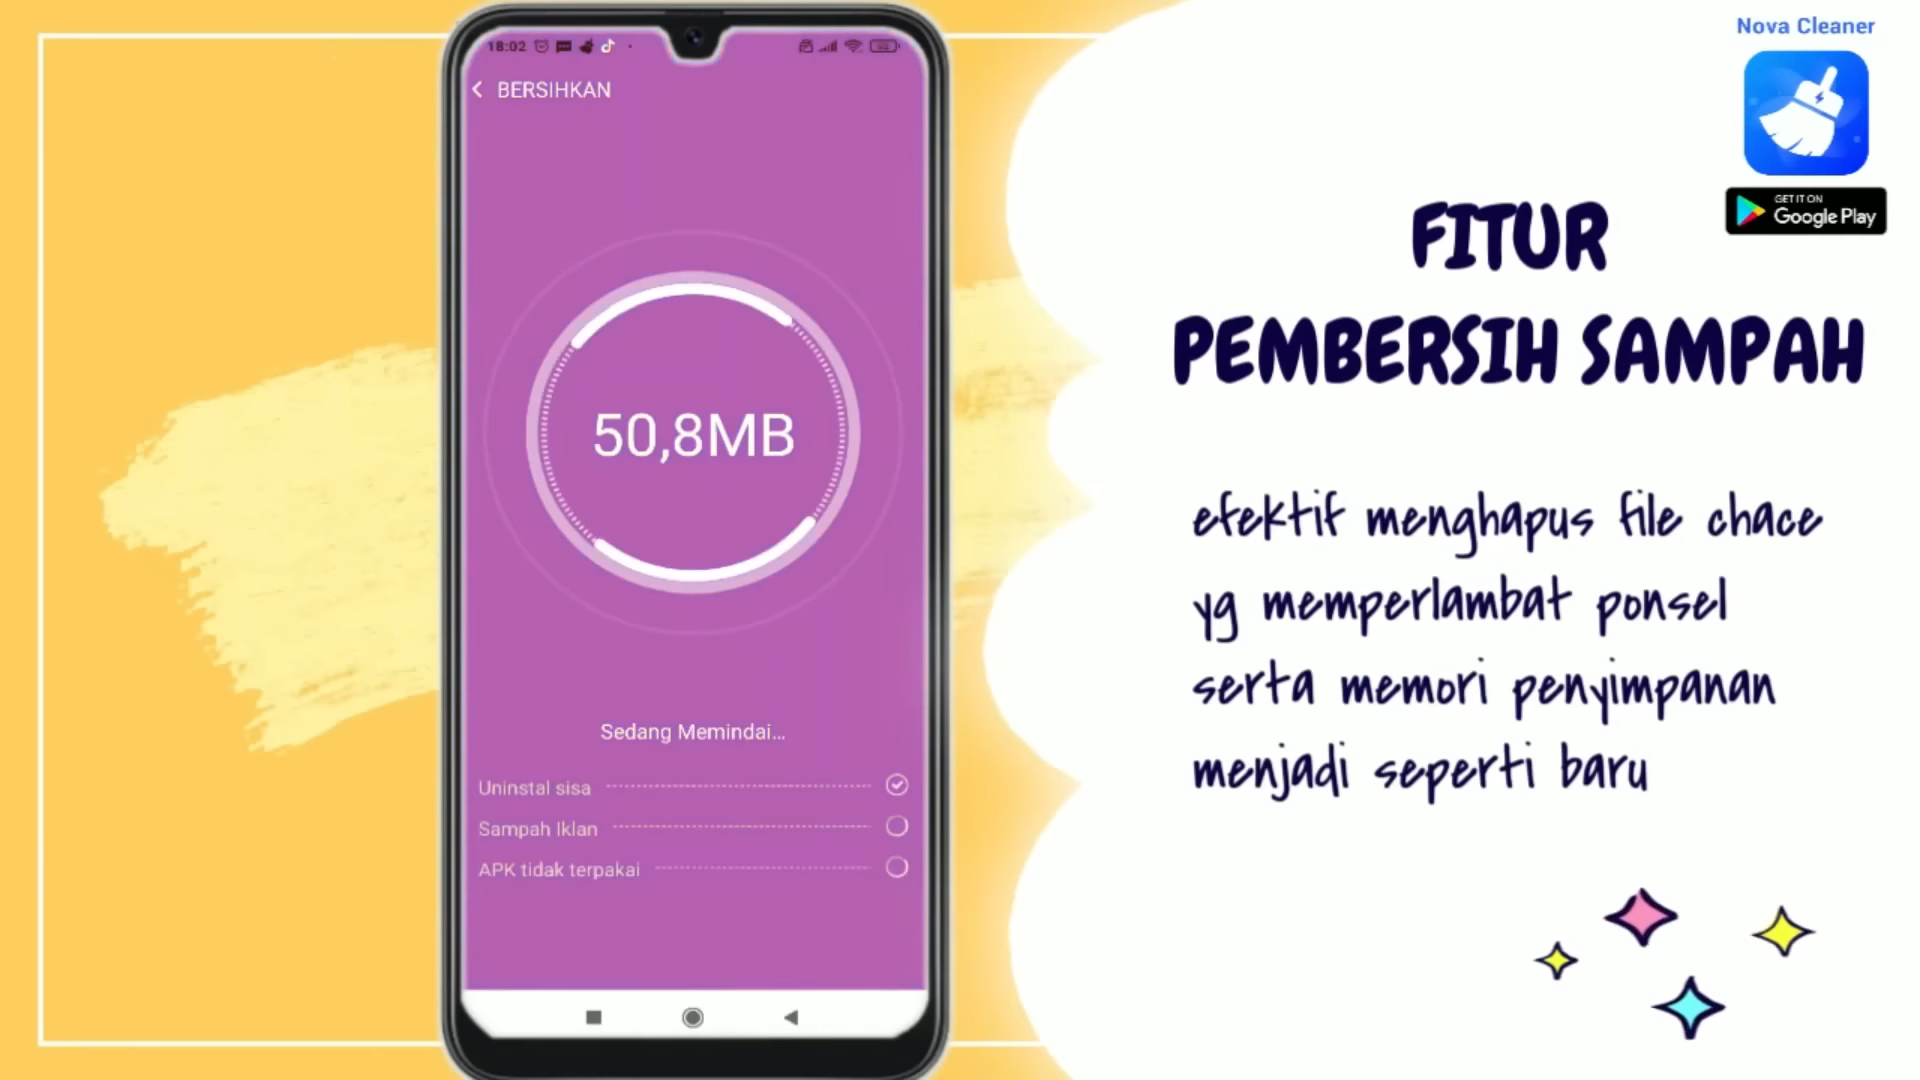 18:02
BERSIHKAN
50,8MB
Sedang Memindai...
Uninstal sisa
Sampah Iklan
APK tidak terpakai
Nova Cleaner
GET IT ON
Google Play
FITUR
PEMBERSIH SAMPAH
efektif menghapus file chace
yg memperlambat ponsel
serta memori penyimpanan
menjadi seperti baru